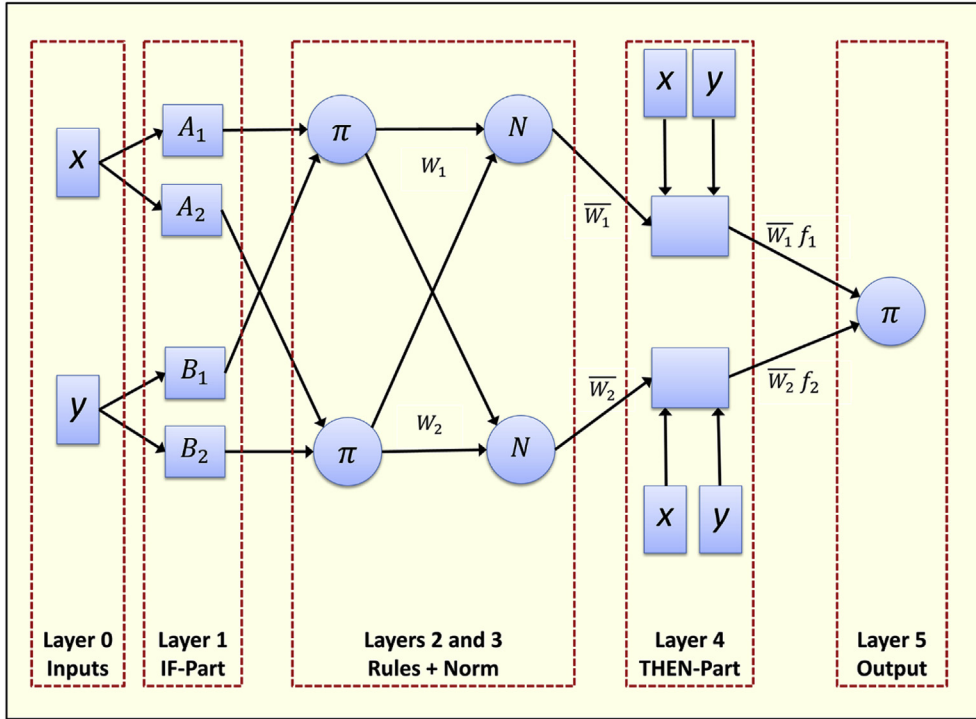 x y
x
A₁
A₂
π
N
W₁
W̅₁
W̅₁ f₁
π
y
B₁
B₂
π
N
W₂
W̅₂
W̅₂ f₂
x y
Layer 0
Inputs
Layer 1
IF-Part
Layers 2 and 3
Rules + Norm
Layer 4
THEN-Part
Layer 5
Output